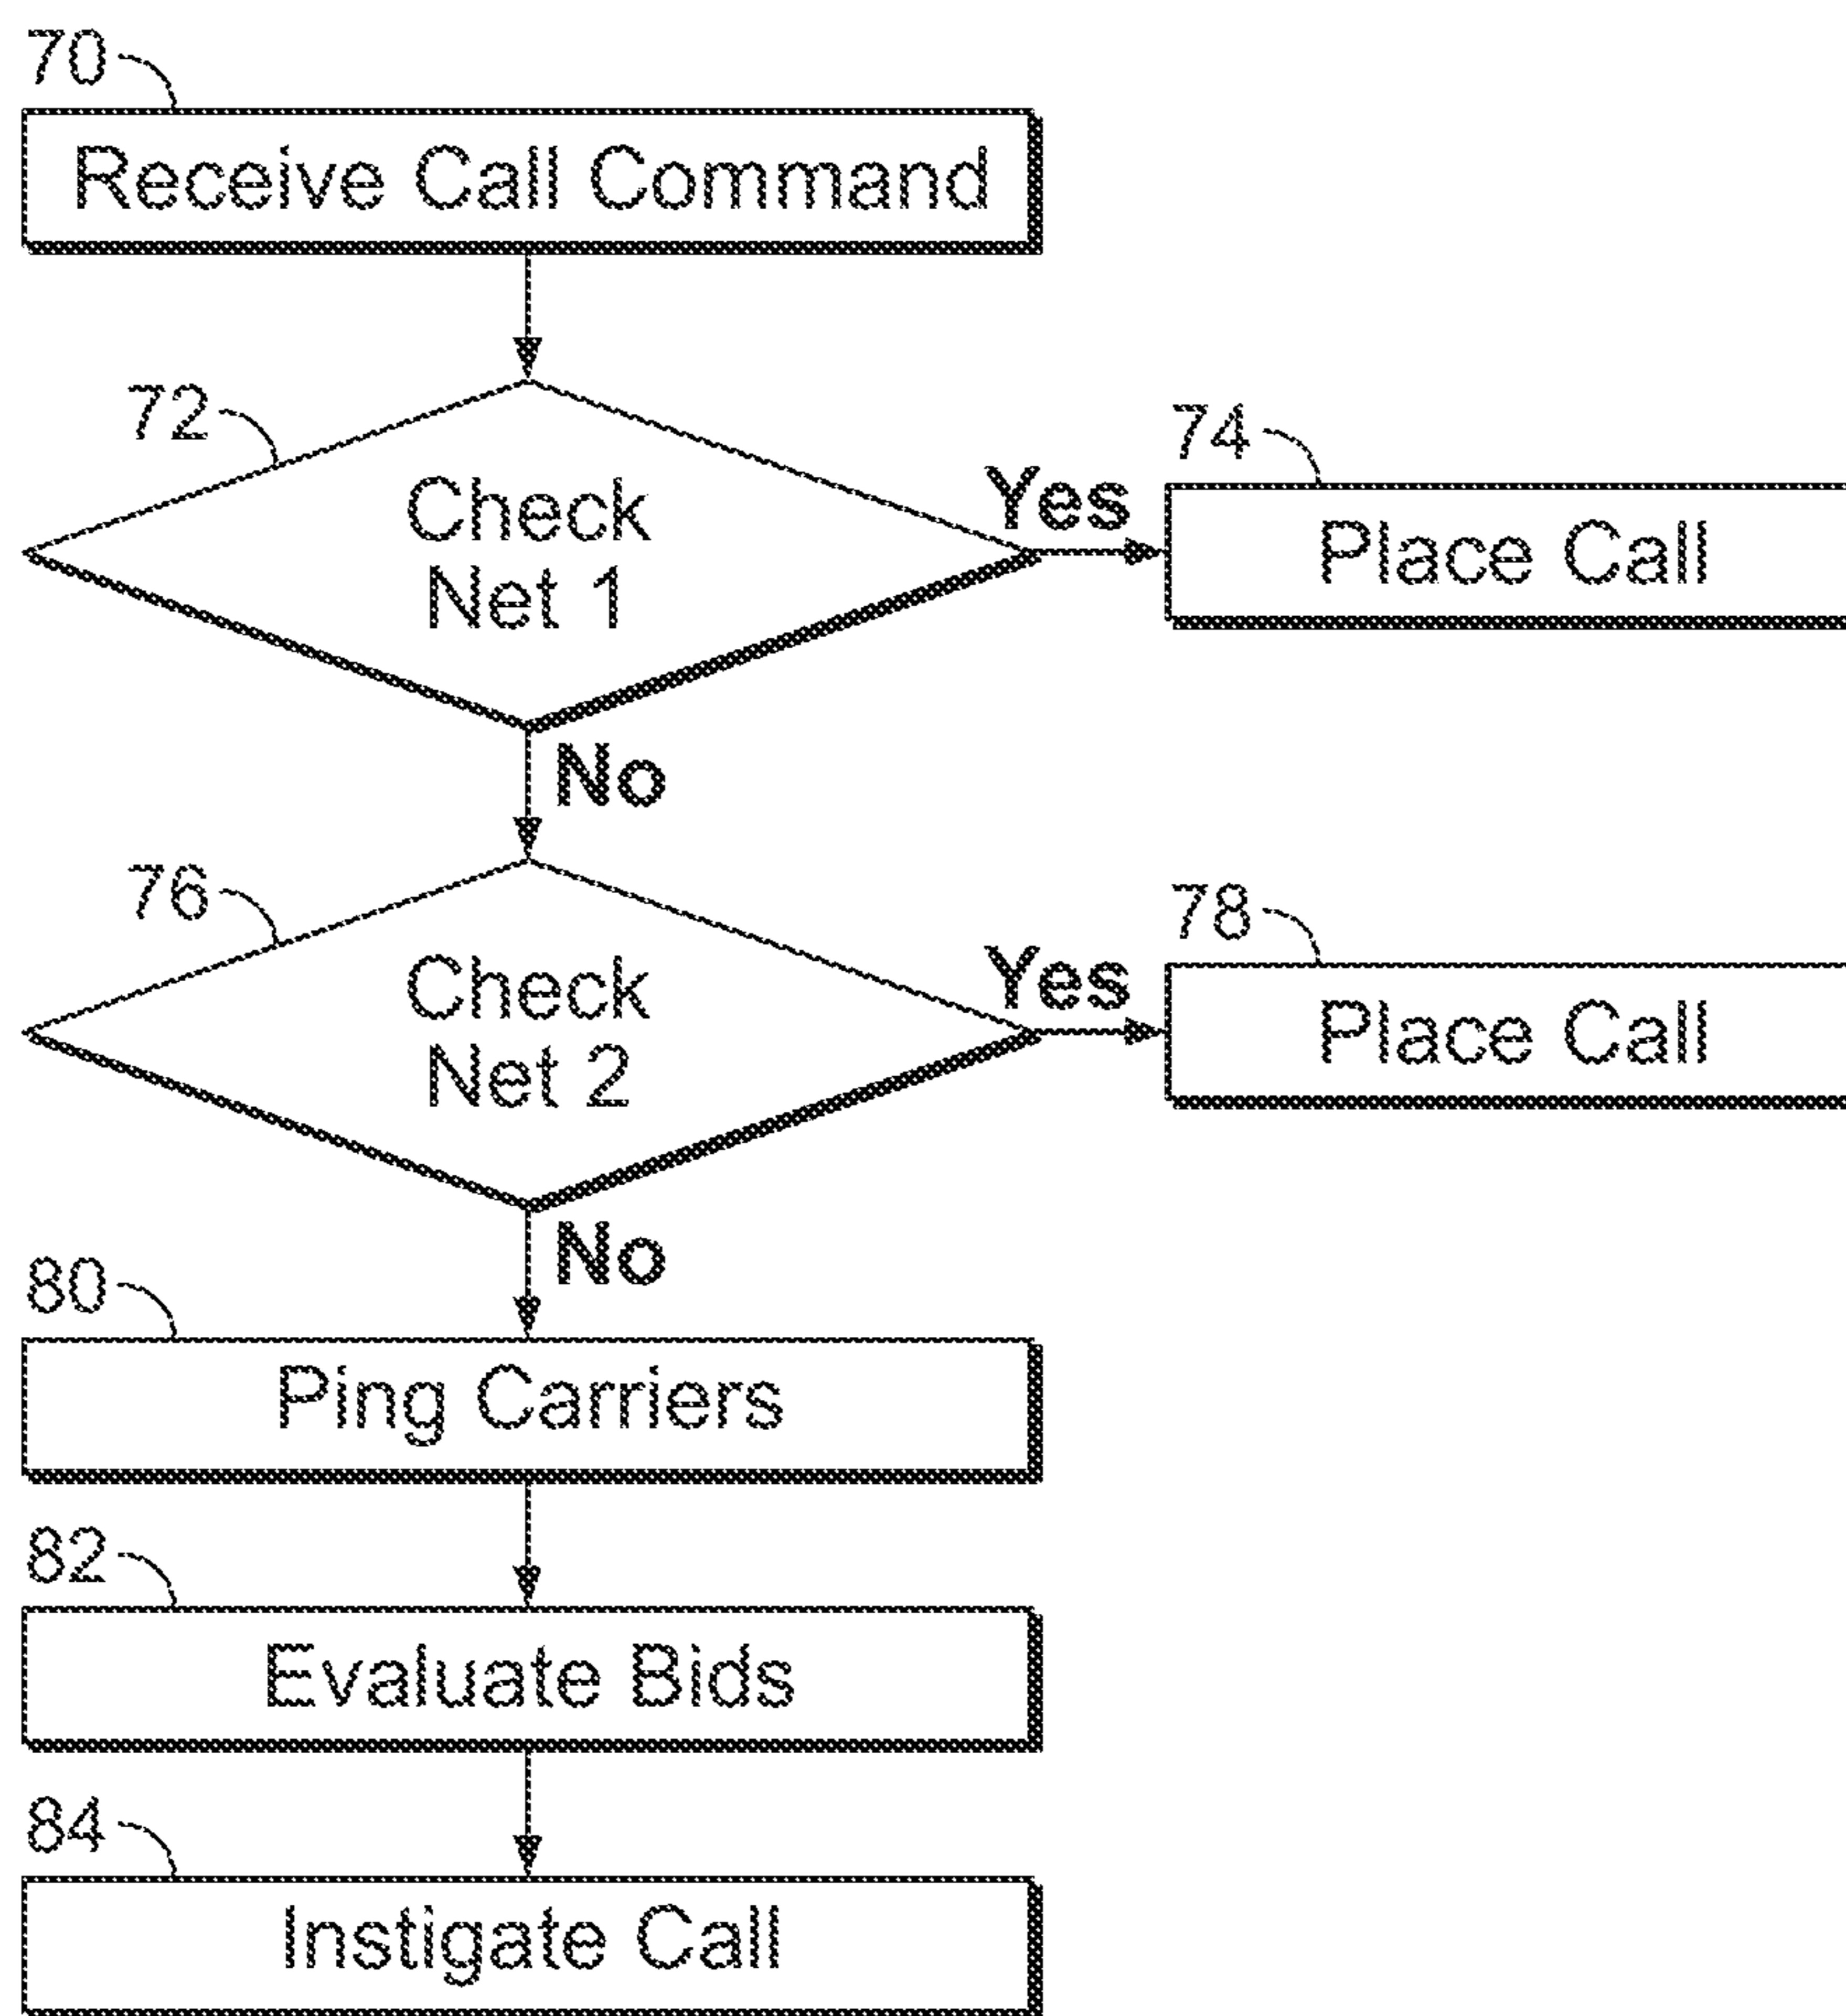 70
Receive Call Command
72
Check
Net 1
Yes
74
Place Call
No
76
Check
Net 2
Yes
78
Place Call
No
80
Ping Carriers
82
Evaluate Bids
84
Instigate Call